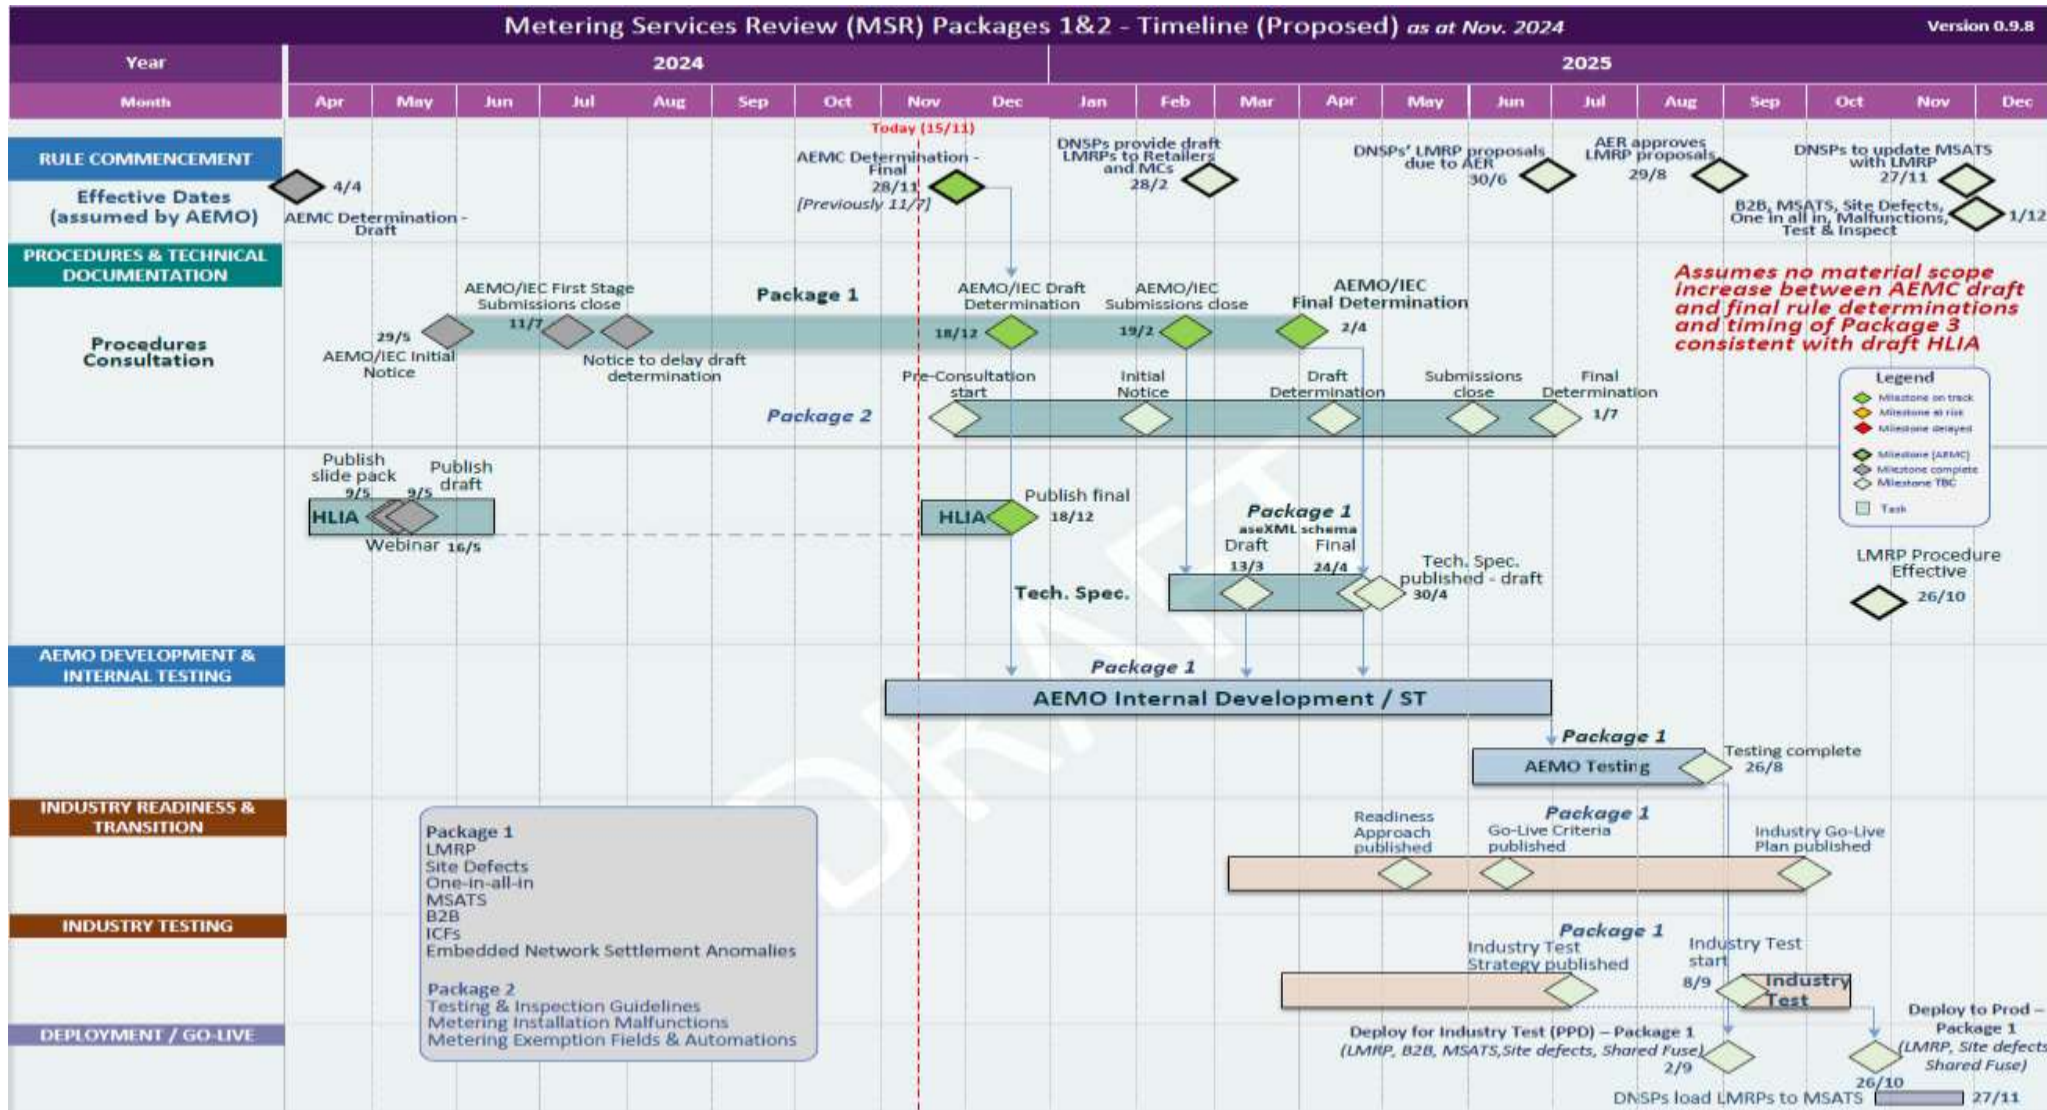 Metering Services Review (MSR) Packages 1&2 - Timeline (Proposed) as at Nov. 2024
Version 0.9.8
Year
2024
2025
Month
Apr
May
Jun
Jul
Aug
Sep
Oct
Nov
Dec
Jan
Feb
Mar
Apr
May
Jun
Jul
Aug
Sep
Oct
Nov
Dec
Today (15/11)
RULE COMMENCEMENT
Effective Dates
(assumed by AEMO)
4/4
AEMC Determination -
Draft
AEMC Determination -
Final
28/11
[Previously 11/7]
DNSPs provide draft
LMRPs to Retailers
and MCs
28/2
DNSPs' LMRP proposals
due to AER
30/6
AER approves
LMRP proposals
29/8
DNSPs to update MSATS
with LMRP
27/11
B2B, MSATS, Site Defects,
One in all in, Malfunctions,
Test & Inspect
1/12
PROCEDURES & TECHNICAL
DOCUMENTATION
Procedures
Consultation
29/5
AEMO/IEC Initial
Notice
AEMO/IEC First Stage
Submissions close
11/7
Notice to delay draft
determination
Package 1
AEMO/IEC Draft
Determination
18/12
AEMO/IEC
Submissions close
19/2
AEMO/IEC
Final Determination
2/4
Assumes no material scope
increase between AEMC draft
and final rule determinations
and timing of Package 3
consistent with draft HLIA
Package 2
Pre-Consultation
start
Initial
Notice
Draft
Determination
Submissions
close
Final
Determination
1/7
Legend
Milestone on track
Milestone at risk
Milestone delayed
Milestone (AEMC)
Milestone complete
Milestone TBC
Task
Publish
slide pack
9/5
Publish
draft
9/5
HLIA
Webinar 16/5
HLIA
Publish final
18/12
Package 1
aseXML schema
Draft
13/3
Final
24/4
Tech. Spec.
Tech. Spec.
published - draft
30/4
LMRP Procedure
Effective
26/10
DRAFT
AEMO DEVELOPMENT &
INTERNAL TESTING
Package 1
AEMO Internal Development / ST
Package 1
AEMO Testing
Testing complete
26/8
INDUSTRY READINESS &
TRANSITION
Package 1
Readiness
Approach
published
Go-Live Criteria
published
Industry Go-Live
Plan published
Package 1
LMRP
Site Defects
One-in-all-in
MSATS
B2B
ICFs
Embedded Network Settlement Anomalies
Package 2
Testing & Inspection Guidelines
Metering Installation Malfunctions
Metering Exemption Fields & Automations
INDUSTRY TESTING
Package 1
Industry Test
Strategy published
Industry Test
start
8/9
Industry
Test
DEPLOYMENT / GO-LIVE
Deploy for Industry Test (PPD) – Package 1
(LMRP, B2B, MSATS,Site defects, Shared Fuse)
2/9
Deploy to Prod –
Package 1
(LMRP, Site defects
Shared Fuse)
26/10
DNSPs load LMRPs to MSATS
27/11